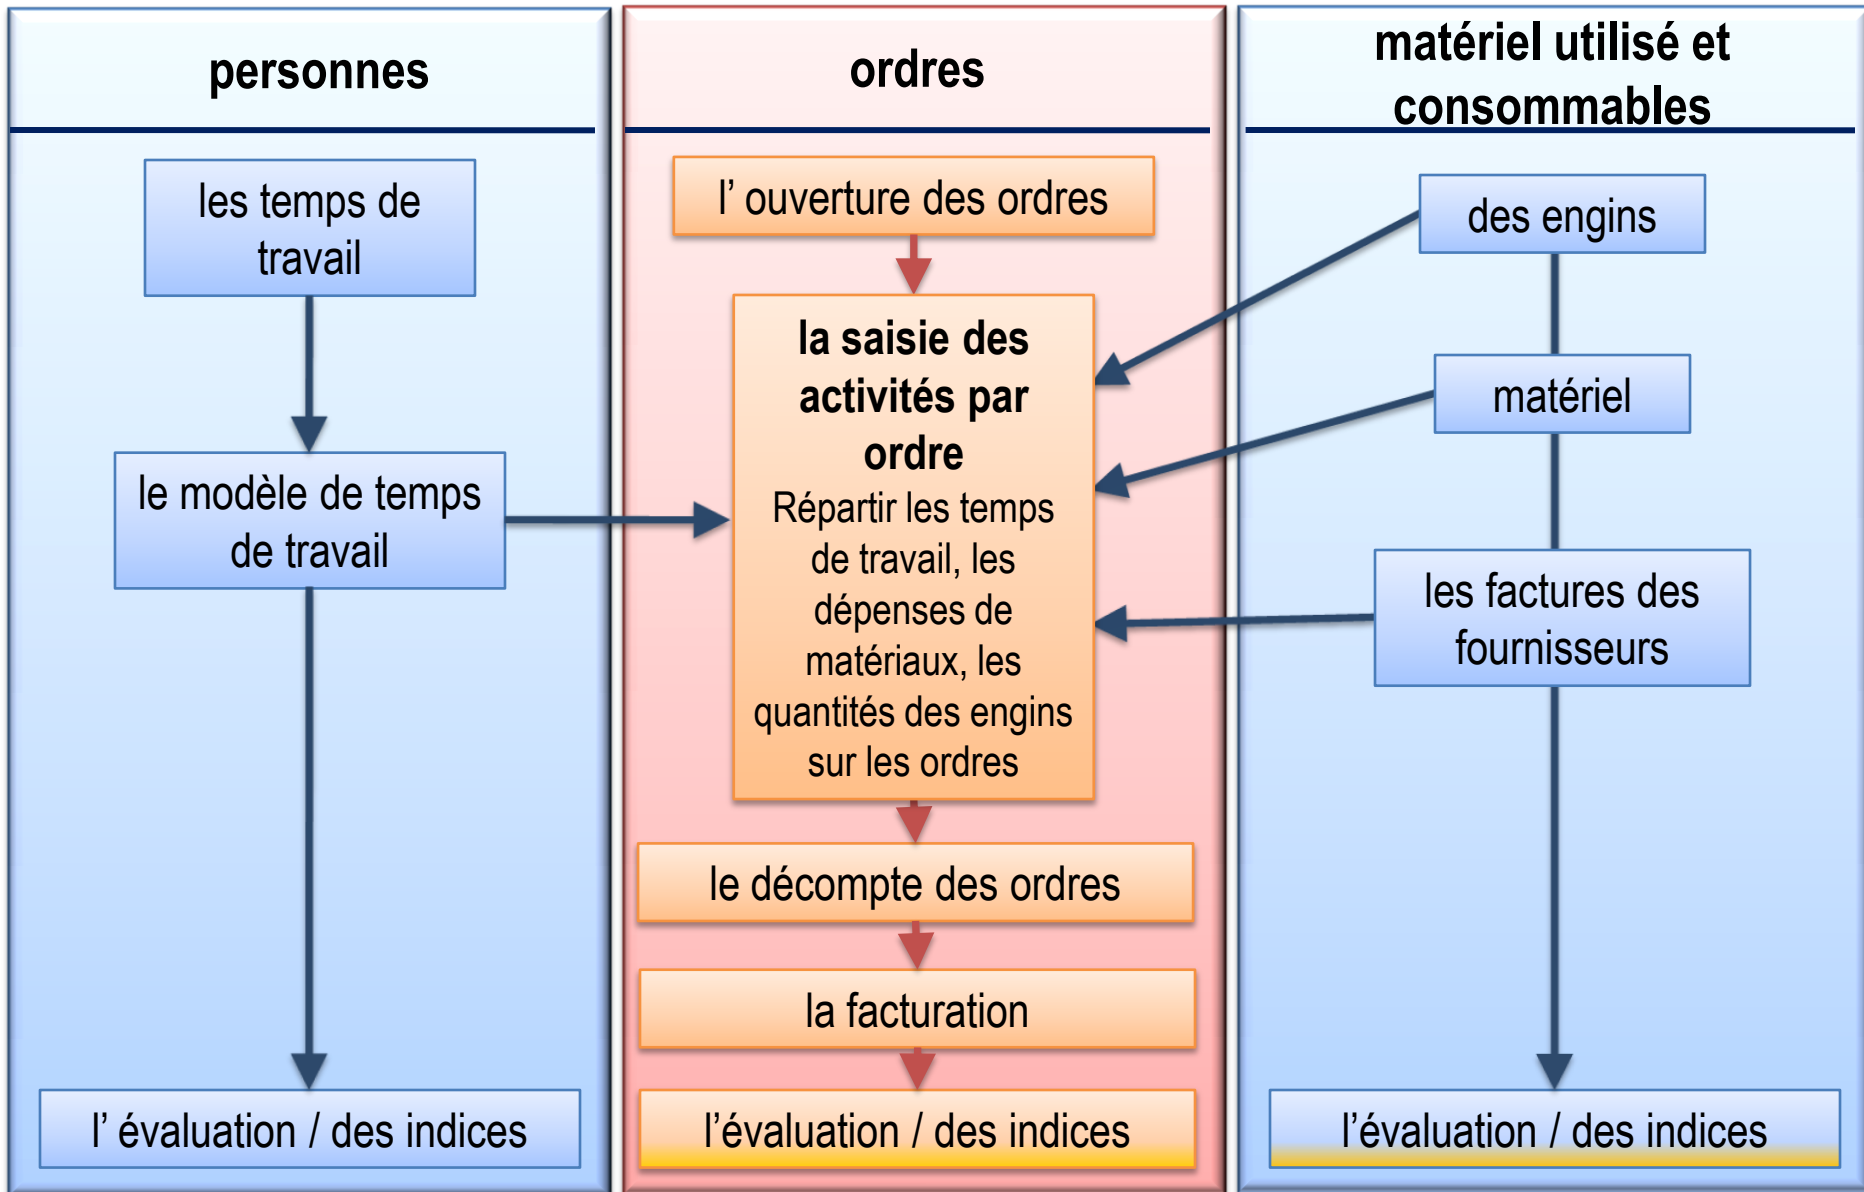 personnes
les temps de
travail
le modèle de temps
de travail
l’ évaluation / des indices
ordres
l’ ouverture des ordres
la saisie des
activités par
ordre
Répartir les temps
de travail, les
dépenses de
matériaux, les
quantités des engins
sur les ordres
le décompte des ordres
la facturation
l’évaluation / des indices
matériel utilisé et
consommables
des engins
matériel
les factures des
fournisseurs
l’évaluation / des indices